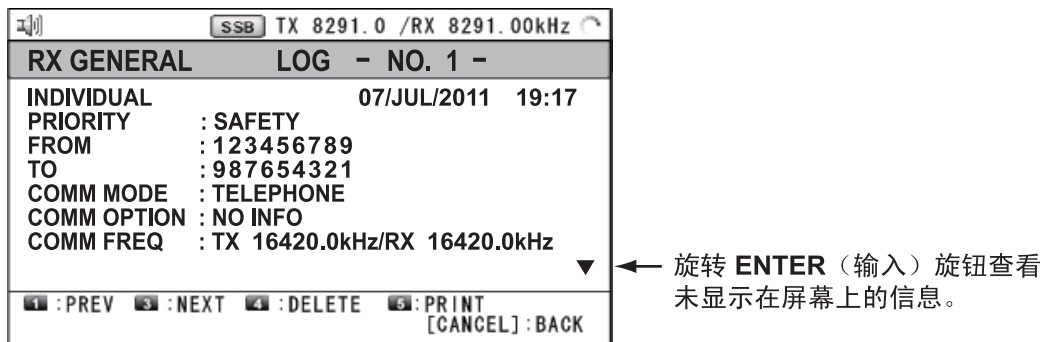 SSB TX 8291.0 /RX 8291.00kHz
RX GENERAL LOG - NO. 1 -
INDIVIDUAL 07/JUL/2011 19:17
PRIORITY : SAFETY
FROM : 123456789
TO : 987654321
COMM MODE : TELEPHONE
COMM OPTION : NO INFO
COMM FREQ : TX 16420.0kHz/RX 16420.0kHz
旋转 ENTER（输入）旋钮查看
未显示在屏幕上的信息。
1 :PREV 3 :NEXT 4 :DELETE 5 :PRINT
[CANCEL] :BACK